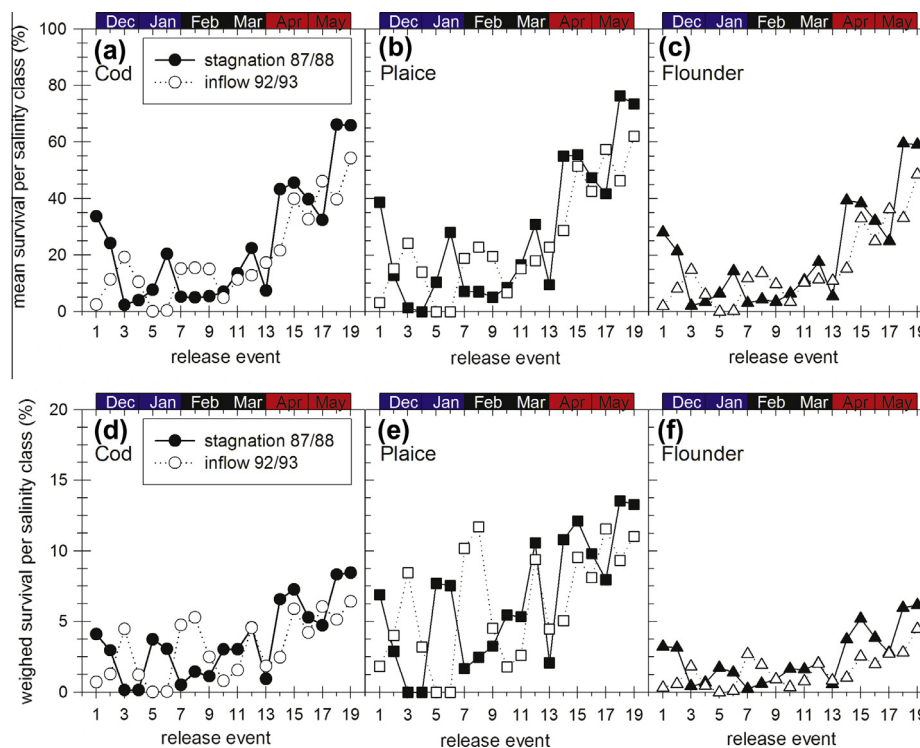 Dec Jan Feb Mar Apr May Dec Jan Feb Mar Apr May Dec Jan Feb Mar Apr May
mean survival per salinity class (%)
100
80
60
40
20
0
(a)
Cod
stagnation 87/88
inflow 92/93
(b)
Plaice
(c)
Flounder
1 3 5 7 9 11 13 15 17 19 1 3 5 7 9 11 13 15 17 19 1 3 5 7 9 11 13 15 17 19
release event release event release event
Dec Jan Feb Mar Apr May Dec Jan Feb Mar Apr May Dec Jan Feb Mar Apr May
weighed survival per salinity class (%)
20
15
10
5
0
(d)
Cod
stagnation 87/88
inflow 92/93
(e)
Plaice
(f)
Flounder
1 3 5 7 9 11 13 15 17 19 1 3 5 7 9 11 13 15 17 19 1 3 5 7 9 11 13 15 17 19
release event release event release event